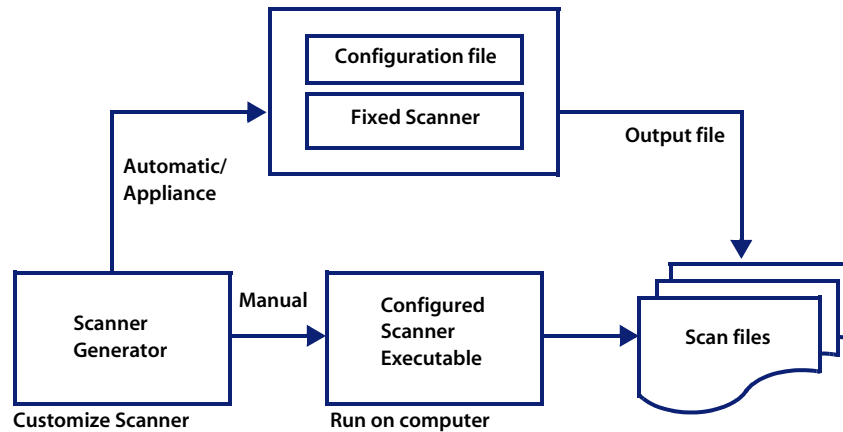 Configuration file
Fixed Scanner
Output file
Automatic/
Appliance
Manual
Scanner
Generator
Configured
Scanner
Executable
Scan files
Customize Scanner
Run on computer